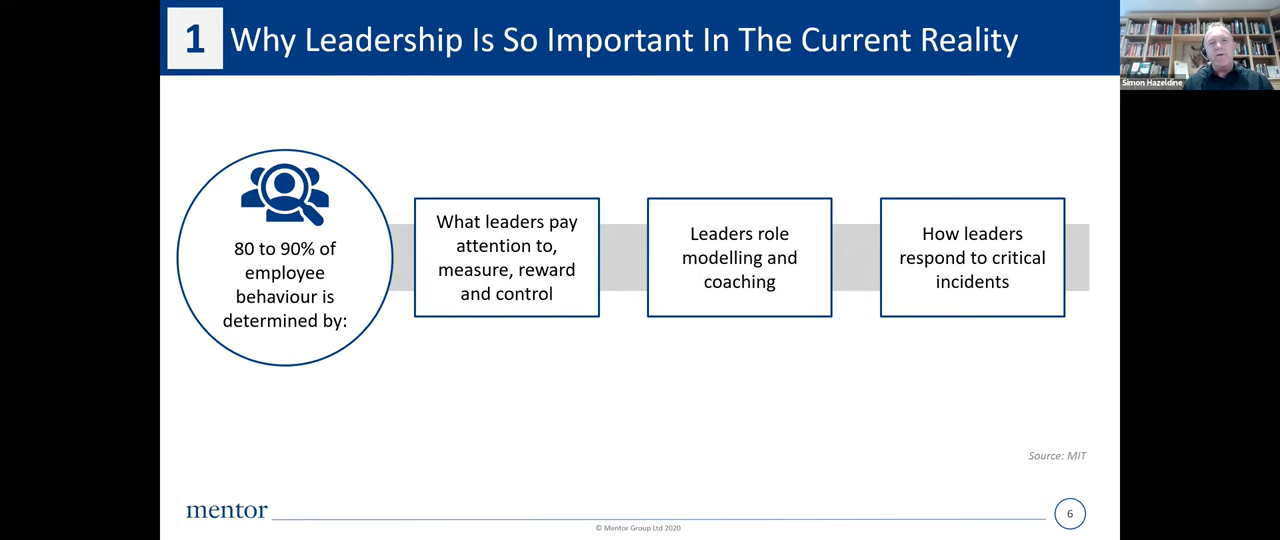 1 Why Leadership Is So Important In The Current Reality
Simon Hazeldine
80 to 90% of
employee
behaviour is
determined by:
What leaders pay
attention to,
measure, reward
and control
Leaders role
modelling and
coaching
How leaders
respond to critical
incidents
Source: MIT
mentor
6
© Mentor Group Ltd 2020